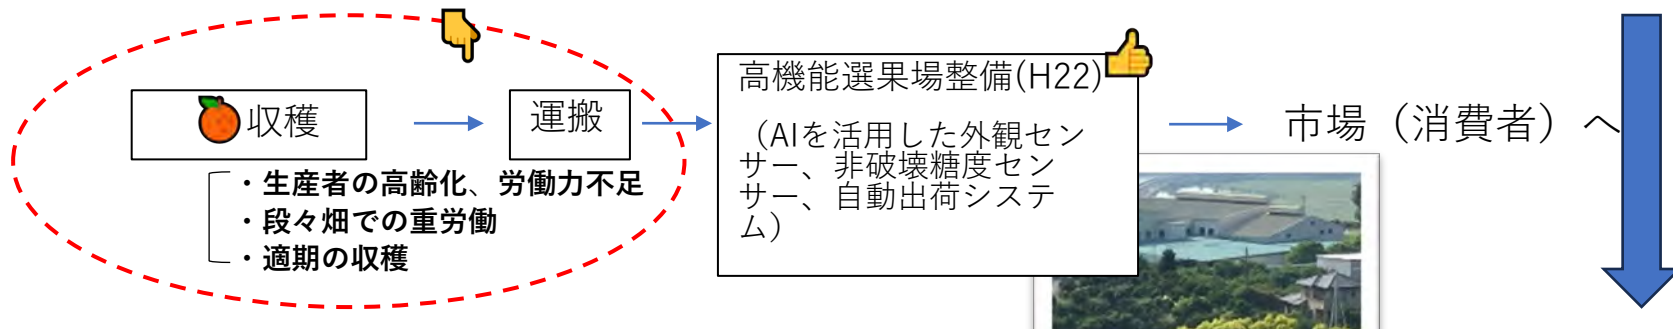 収穫
運搬
・生産者の高齢化、労働力不足
・段々畑での重労働
・適期の収穫
高機能選果場整備(H22)
（AIを活用した外観セン
サー、非破壊糖度セン
サー、自動出荷システ
ム）
市場（消費者）へ